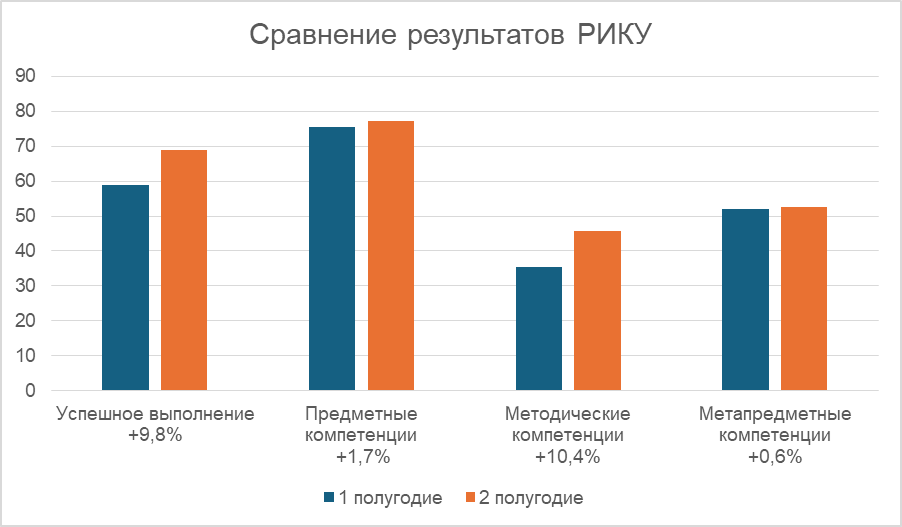 Сравнение результатов РИКУ
90
80
70
60
50
40
30
20
10
0
Успешное выполнение
+9,8%
Предметные
компетенции
+1,7%
Методические
компетенции
+10,4%
Метапредметные
компетенции
+0,6%
1 полугодие
2 полугодие